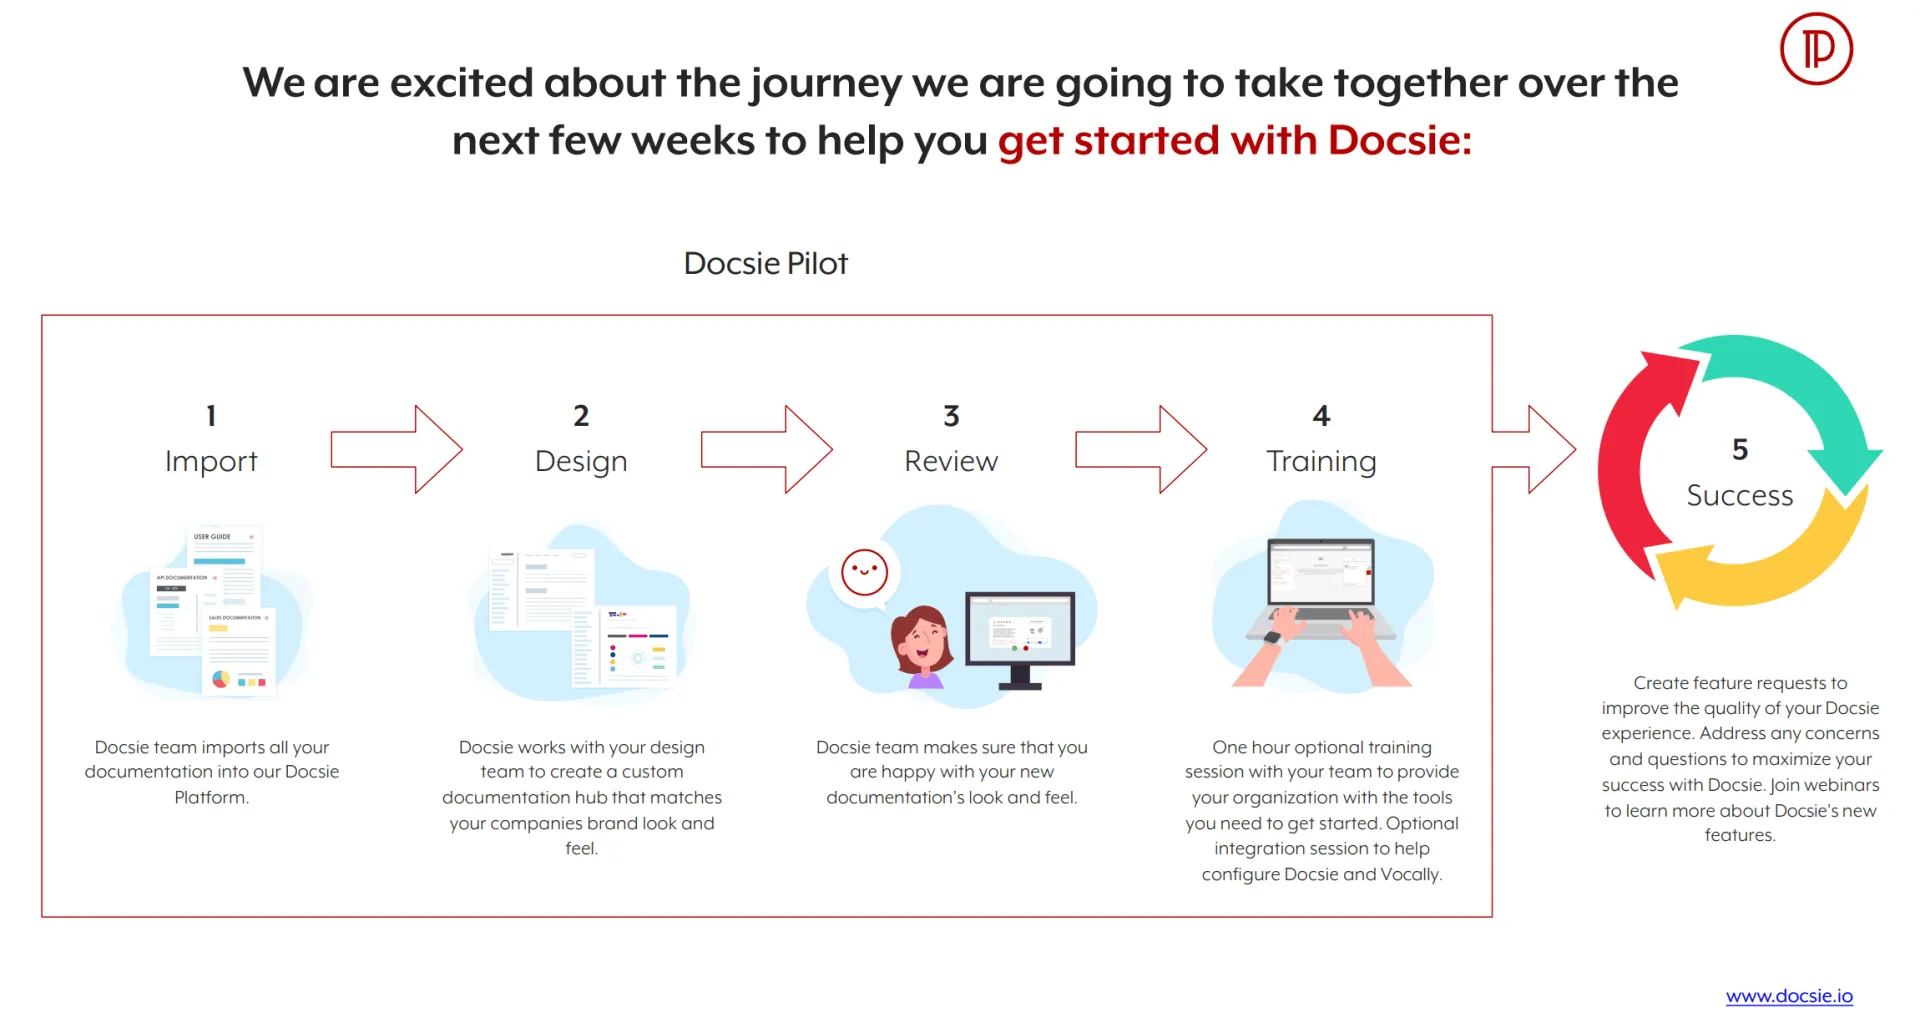 We are excited about the journey we are going to take together over the
next few weeks to help you get started with Docsie:
Docsie Pilot
1
Import
USER GUIDE
API DOCUMENTATION
SALES DOCUMENTATION
Docsie team imports all your
documentation into our Docsie
Platform.
2
Design
Docsie works with your design
team to create a custom
documentation hub that matches
your companies brand look and
feel.
3
Review
Docsie team makes sure that you
are happy with your new
documentation's look and feel.
4
Training
One hour optional training
session with your team to provide
your organization with the tools
you need to get started. Optional
integration session to help
configure Docsie and Vocally.
5
Success
Create feature requests to
improve the quality of your Docsie
experience. Address any concerns
and questions to maximize your
success with Docsie. Join webinars
to learn more about Docsie's new
features.
www.docsie.io